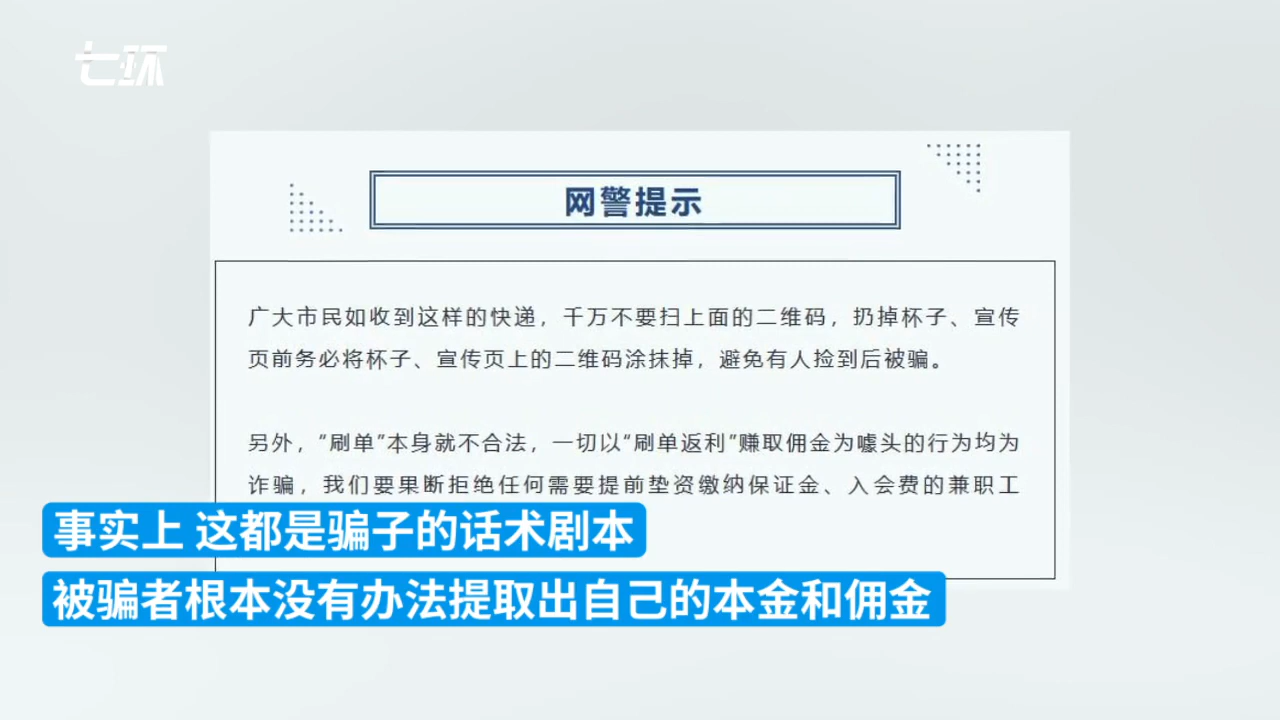 七环
网警提示
广大市民如收到这样的快递，千万不要扫上面的二维码，扔掉杯子、宣传
页前务必将杯子、宣传页上的二维码涂抹掉，避免有人捡到后被骗。
另外，“刷单”本身就不合法，一切以“刷单返利”赚取佣金为噱头的行为均为
诈骗，我们要果断拒绝任何需要提前垫资缴纳保证金、入会费的兼职工
事实上 这都是骗子的话术剧本
被骗者根本没有办法提取出自己的本金和佣金